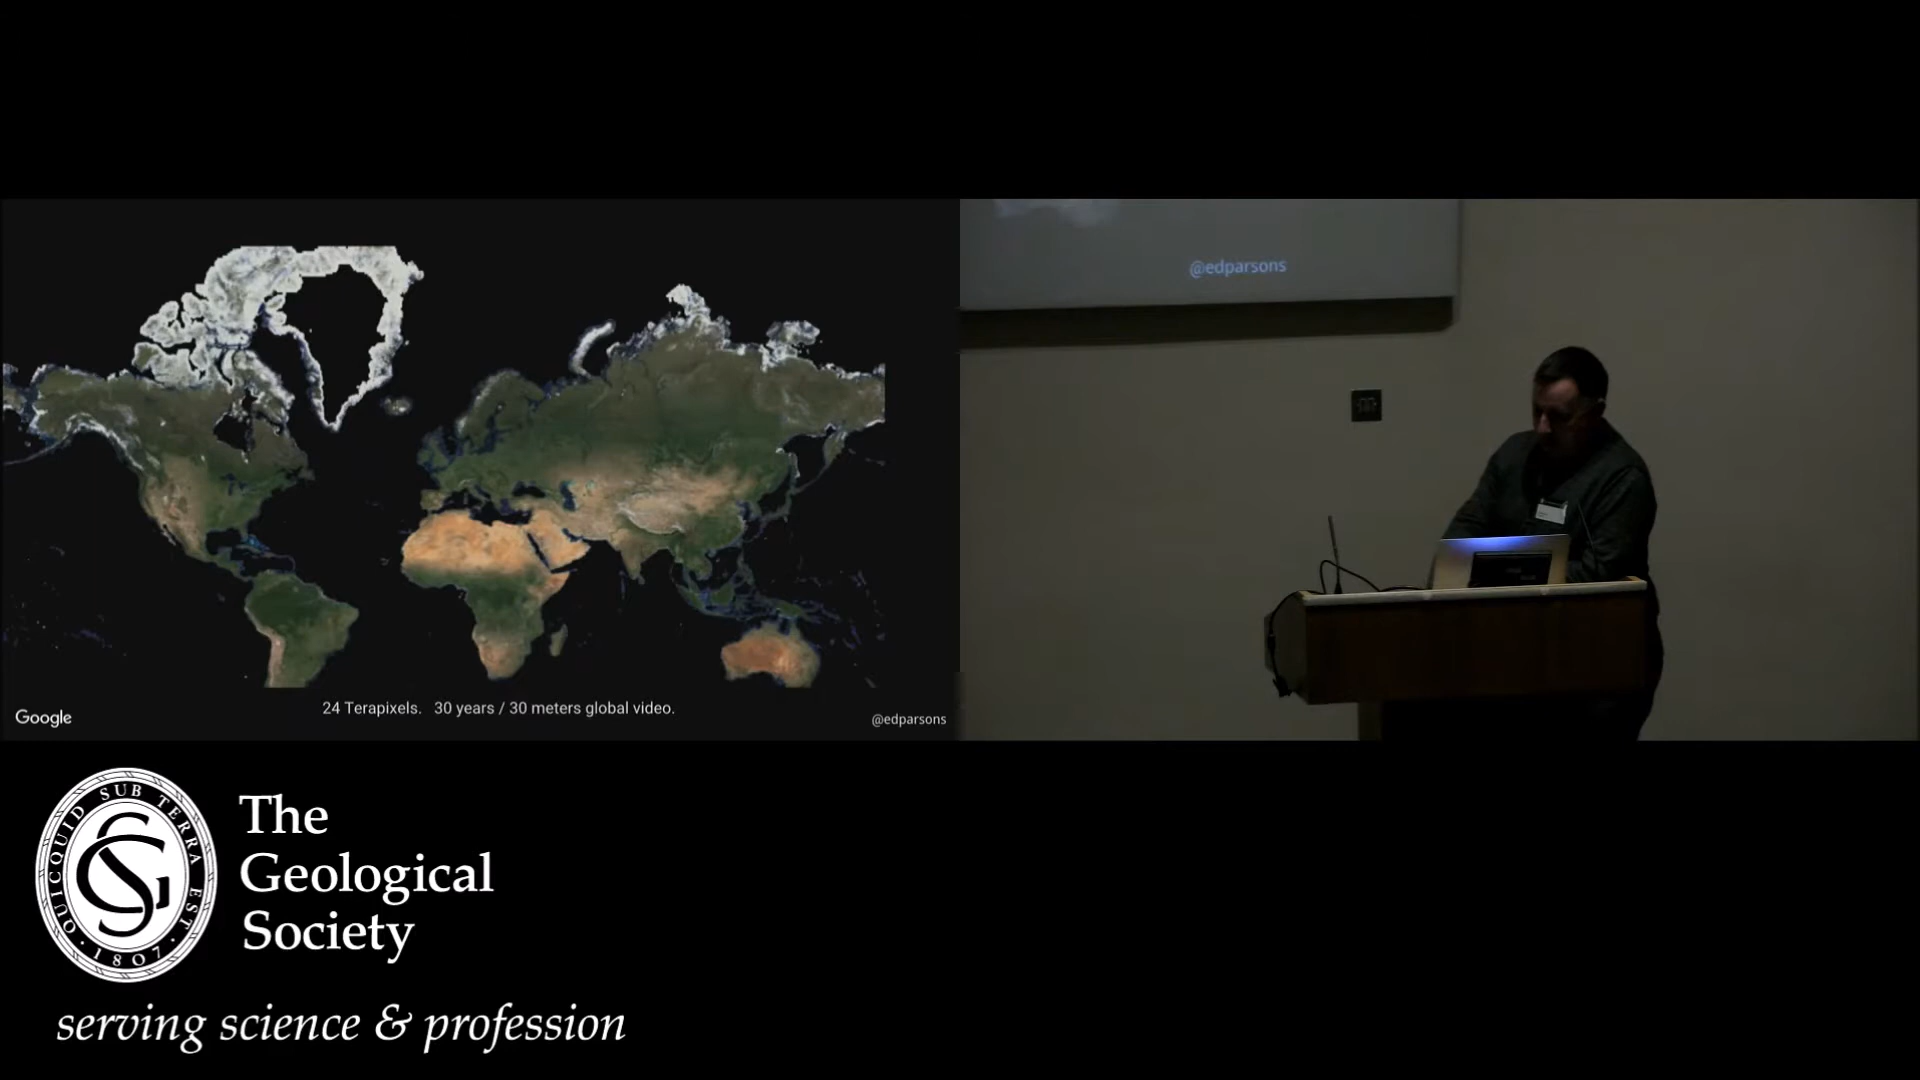 @edparsons
24 Terapixels. 30 years / 30 meters global video.
Google
@edparsons
QUICQUID SUB TERRA EST
· 1807 ·
GS
The
Geological
Society
serving science & profession